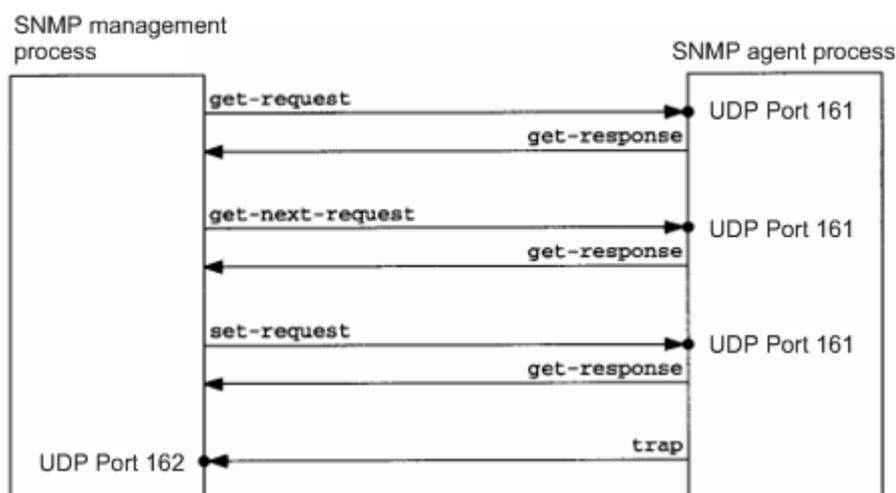 SNMP management
process
SNMP agent process
get-request
UDP Port 161
get-response
get-next-request
UDP Port 161
get-response
set-request
UDP Port 161
get-response
trap
UDP Port 162